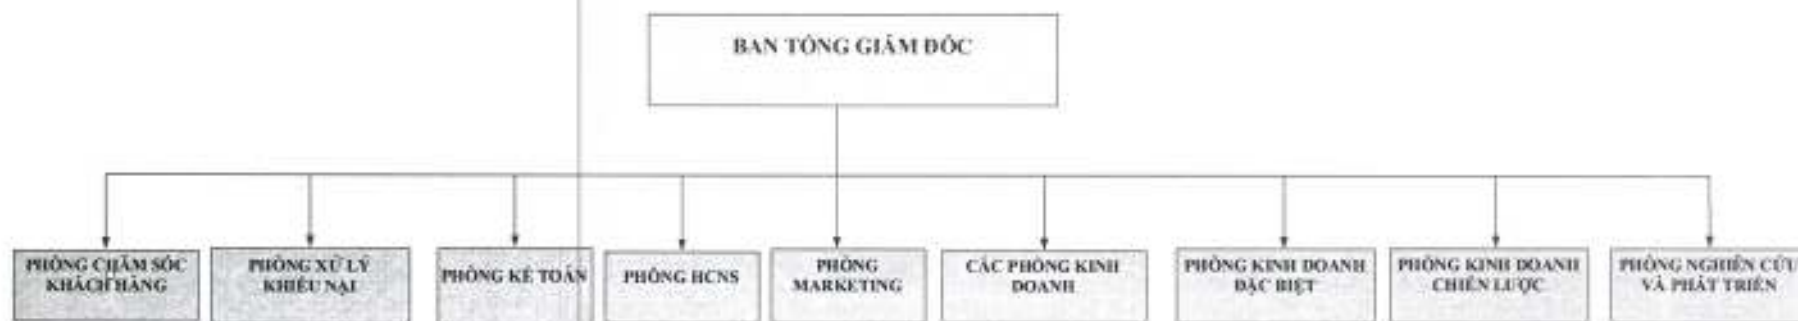 BAN TỔNG GIÁM ĐỐC
PHÒNG CHĂM SÓC
KHÁCH HÀNG
PHÒNG XỬ LÝ
KHIẾU NẠI
PHÒNG KẾ TOÁN
PHÒNG HCNS
PHÒNG
MARKETING
CÁC PHÒNG KINH
DOANH
PHÒNG KINH DOANH
ĐẶC BIỆT
PHÒNG KINH DOANH
CHIẾN LƯỢC
PHÒNG NGHIÊN CỨU
VÀ PHÁT TRIỂN